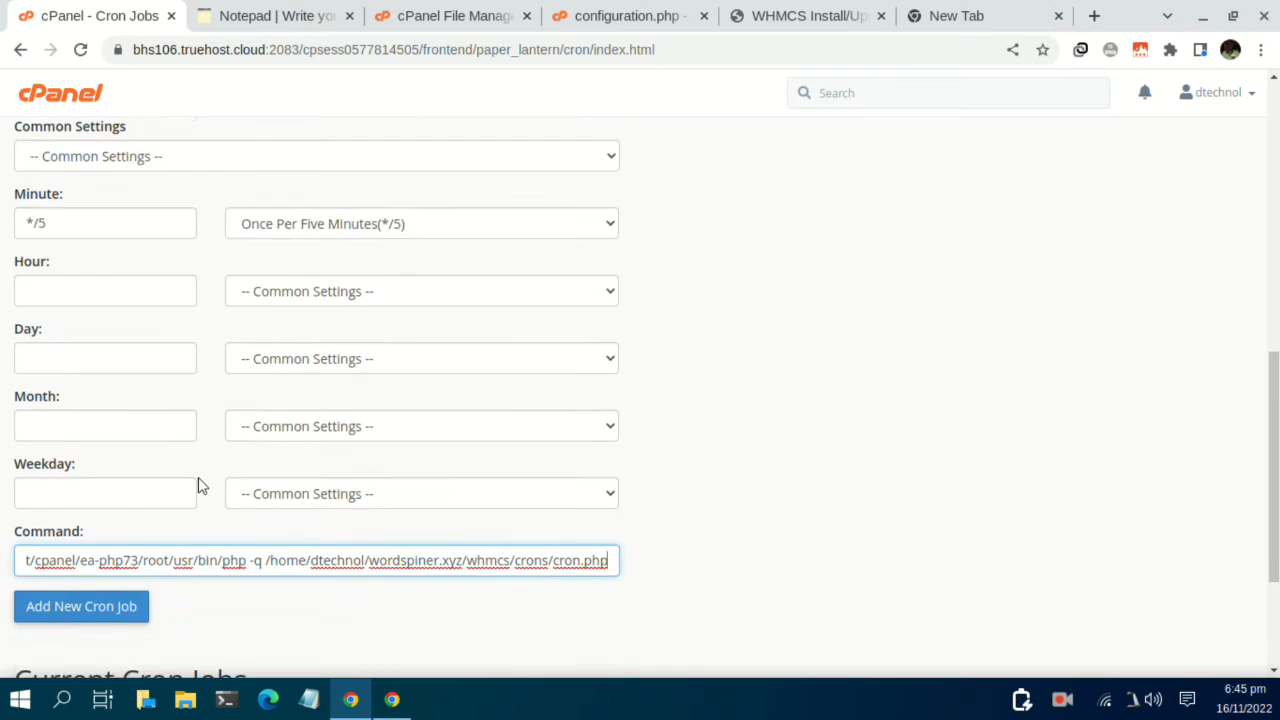 cPanel - Cron Jobs
Notepad | Write yo
cPanel File Manage
configuration.php -
WHMCS Install/Up
New Tab
bhs106.truehost.cloud:2083/cpsess0577814505/frontend/paper_lantern/cron/index.html
cPanel
Search
dtechnol
Common Settings
-- Common Settings --
Minute:
*/5
Once Per Five Minutes(*/5)
Hour:
-- Common Settings --
Day:
-- Common Settings --
Month:
-- Common Settings --
Weekday:
-- Common Settings --
Command:
t/cpanel/ea-php73/root/usr/bin/php -q /home/dtechnol/wordspiner.xyz/whmcs/crons/cron.php
Add New Cron Job
Current Cron Jobs
6:45 pm
16/11/2022